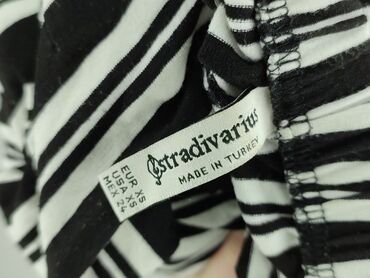 stradivarius
MADE IN TURKEY
EUR XS
USA XS
MEX 24